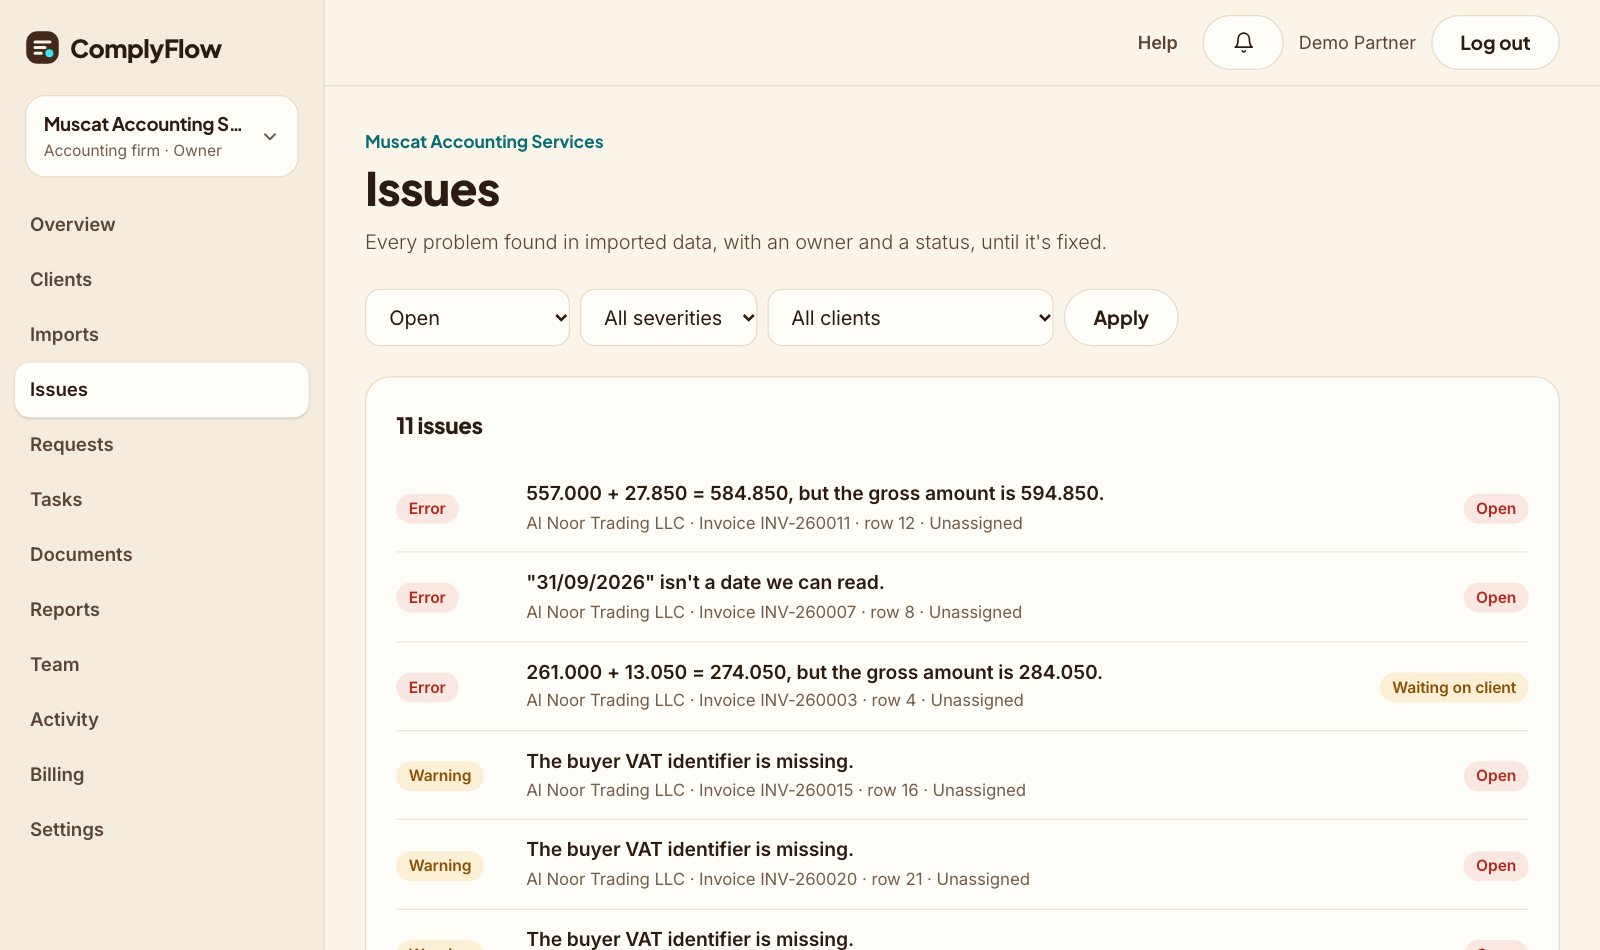 ComplyFlow
Help
Demo Partner
Log out
Muscat Accounting S...
Accounting firm · Owner
Overview
Clients
Imports
Issues
Requests
Tasks
Documents
Reports
Team
Activity
Billing
Settings
Muscat Accounting Services
Issues
Every problem found in imported data, with an owner and a status, until it's fixed.
Open
All severities
All clients
Apply
11 issues
Error
557.000 + 27.850 = 584.850, but the gross amount is 594.850.
Al Noor Trading LLC · Invoice INV-260011 · row 12 · Unassigned
Open
Error
"31/09/2026" isn't a date we can read.
Al Noor Trading LLC · Invoice INV-260007 · row 8 · Unassigned
Open
Error
261.000 + 13.050 = 274.050, but the gross amount is 284.050.
Al Noor Trading LLC · Invoice INV-260003 · row 4 · Unassigned
Waiting on client
Warning
The buyer VAT identifier is missing.
Al Noor Trading LLC · Invoice INV-260015 · row 16 · Unassigned
Open
Warning
The buyer VAT identifier is missing.
Al Noor Trading LLC · Invoice INV-260020 · row 21 · Unassigned
Open
The buyer VAT identifier is missing.